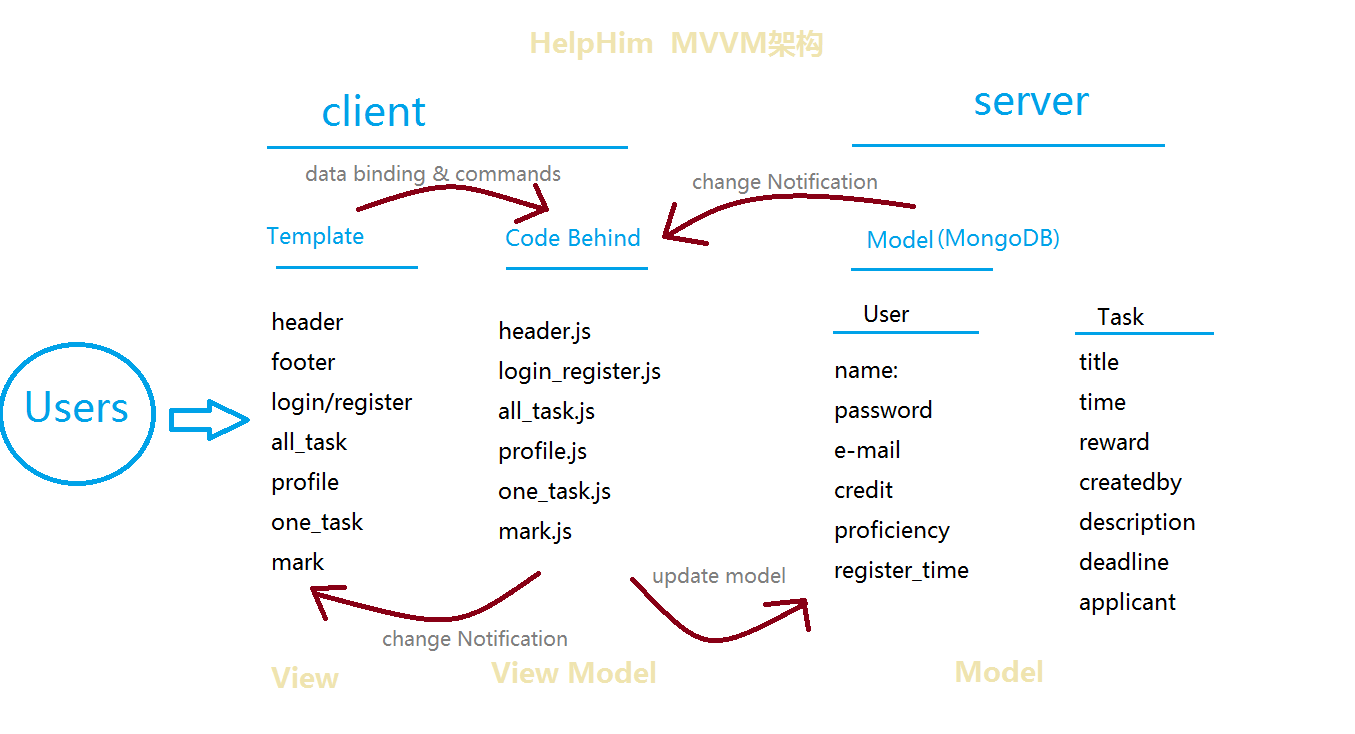 HelpHim MVVM架构
client
server
data binding & commands
change Notification
Template
Code Behind
Model(MongoDB)
Users
header
footer
login/register
all_task
profile
one_task
mark
header.js
login_register.js
all_task.js
profile.js
one_task.js
mark.js
User
name:
password
e-mail
credit
proficiency
register_time
Task
title
time
reward
createdby
description
deadline
applicant
change Notification
update model
View
View Model
Model